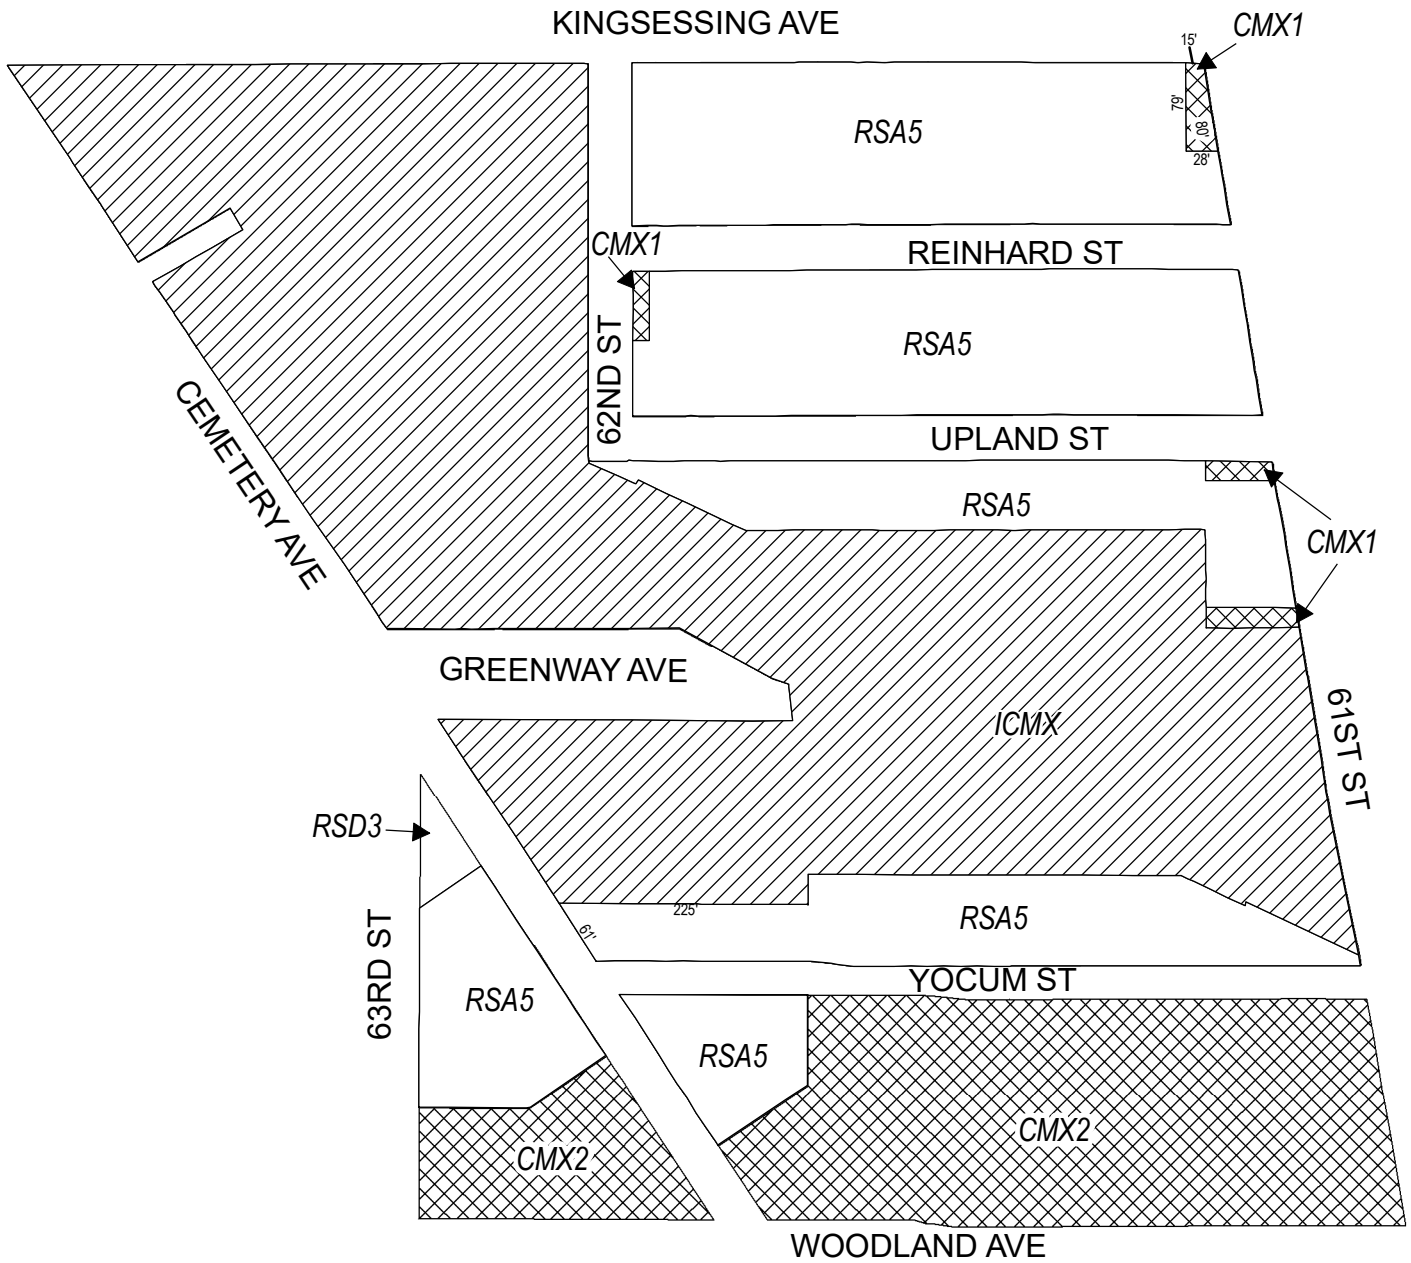 KINGSESSING AVE
CMX1
15'
RSA5
79'
80'
28'
CMX1
REINHARD ST
62ND ST
RSA5
CEMETERY AVE
UPLAND ST
RSA5
CMX1
GREENWAY AVE
ICMX
61ST ST
RSD3
225'
61'
RSA5
63RD ST
YOCUM ST
RSA5
RSA5
CMX2
CMX2
WOODLAND AVE